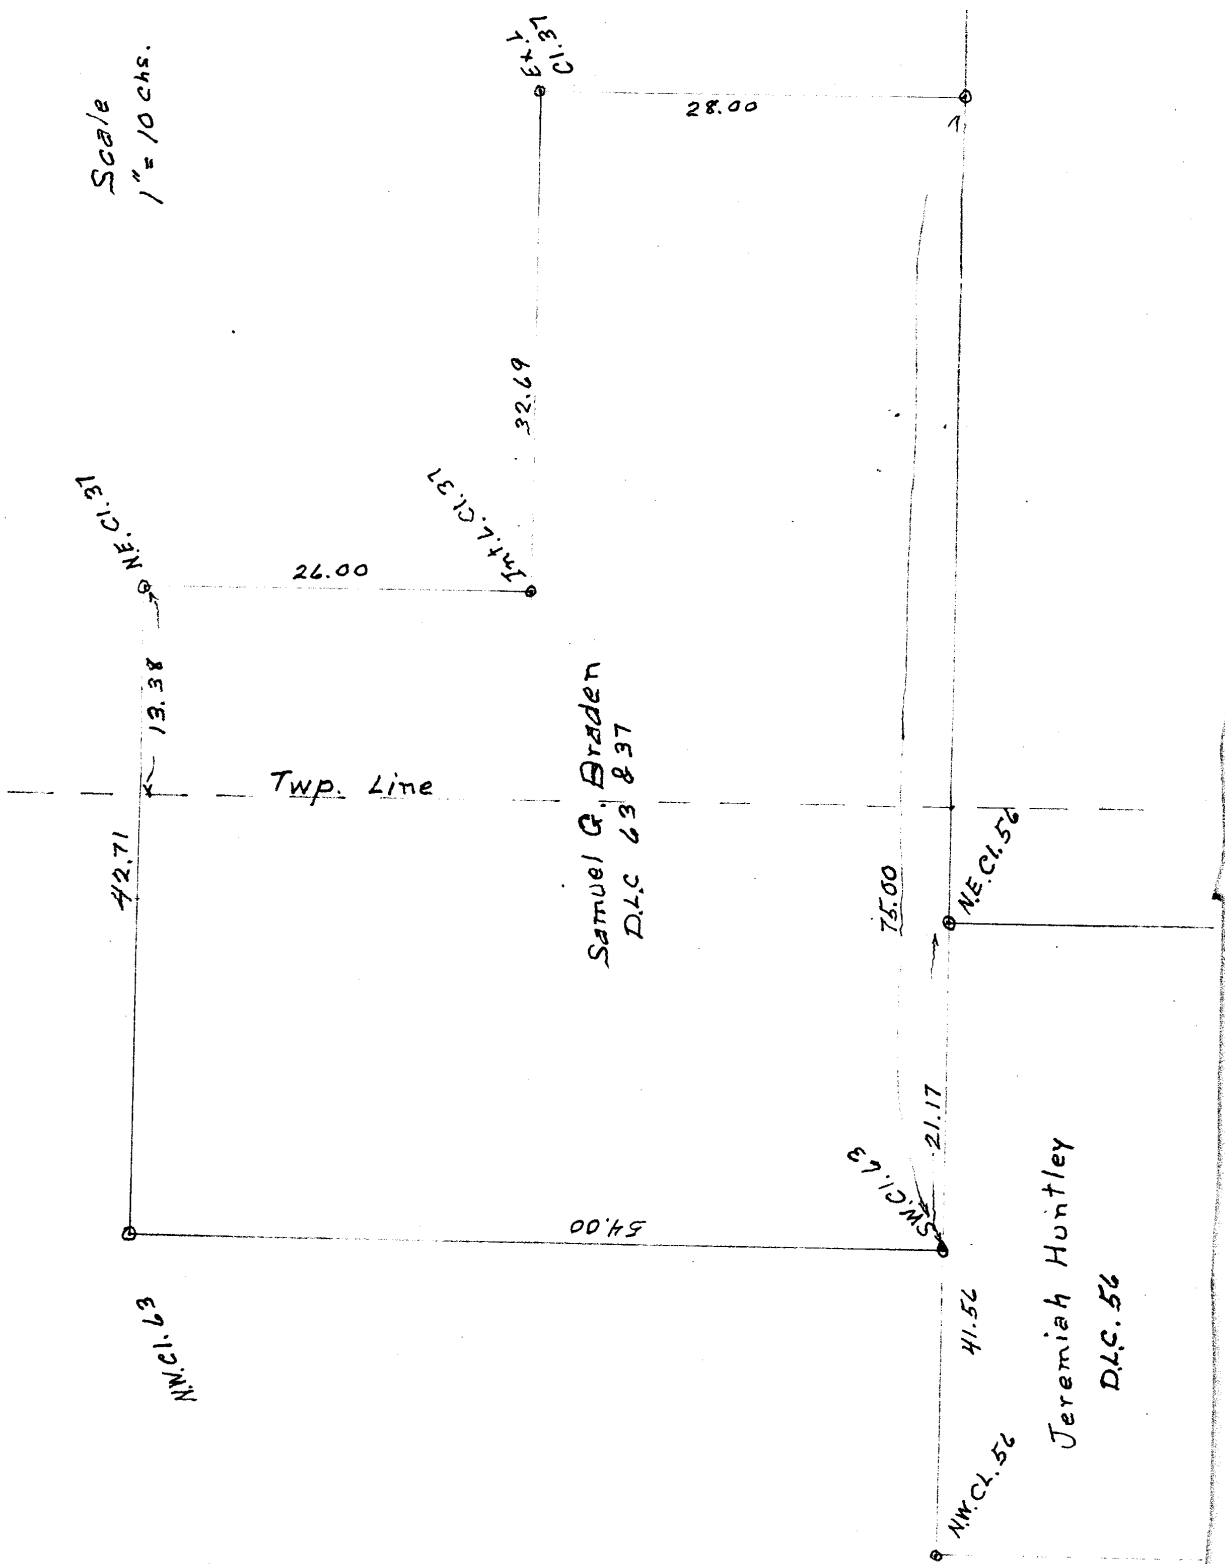 Scale
1" = 10 chs.
Ex. L
Cl.37
28.00
32.69
N.E. Cl.37
26.00
Int. L. Cl.37
13.38
Twp. Line
42.71
Samuel G. Braden
D.L.C 63 & 37
75.00
N.E. Cl.56
21.17
S.W. Cl.63
54.00
N.W. Cl.63
41.56
N.W. CL.56
Jeremiah Huntley
D.L.C. 56